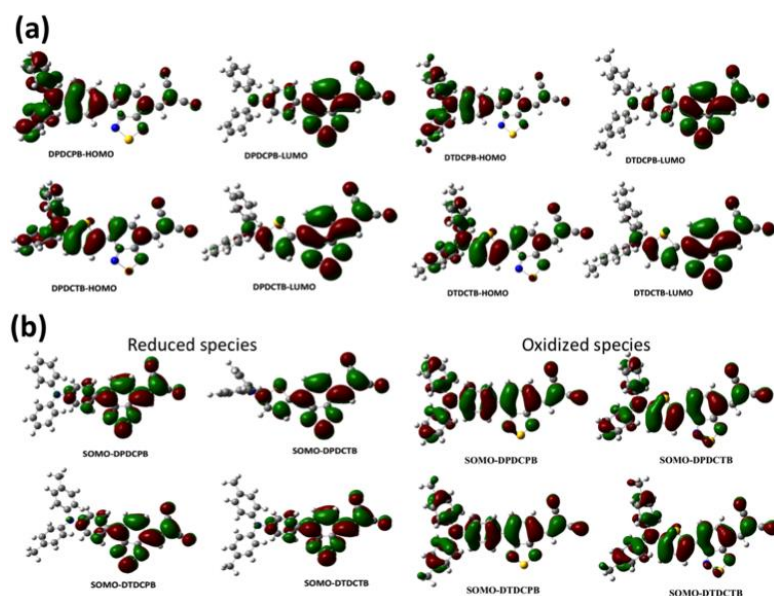 (a)
DPDCPB-HOMO
DPDCPB-LUMO
DTDCPB-HOMO
DTDCPB-LUMO
DPDCTB-HOMO
DPDCTB-LUMO
DTDCTB-HOMO
DTDCTB-LUMO
(b)
Reduced species
Oxidized species
SOMO-DPDCPB
SOMO-DPDCTB
SOMO-DPDCPB
SOMO-DPDCTB
SOMO-DTDCPB
SOMO-DTDCTB
SOMO-DTDCPB
SOMO-DTDCTB